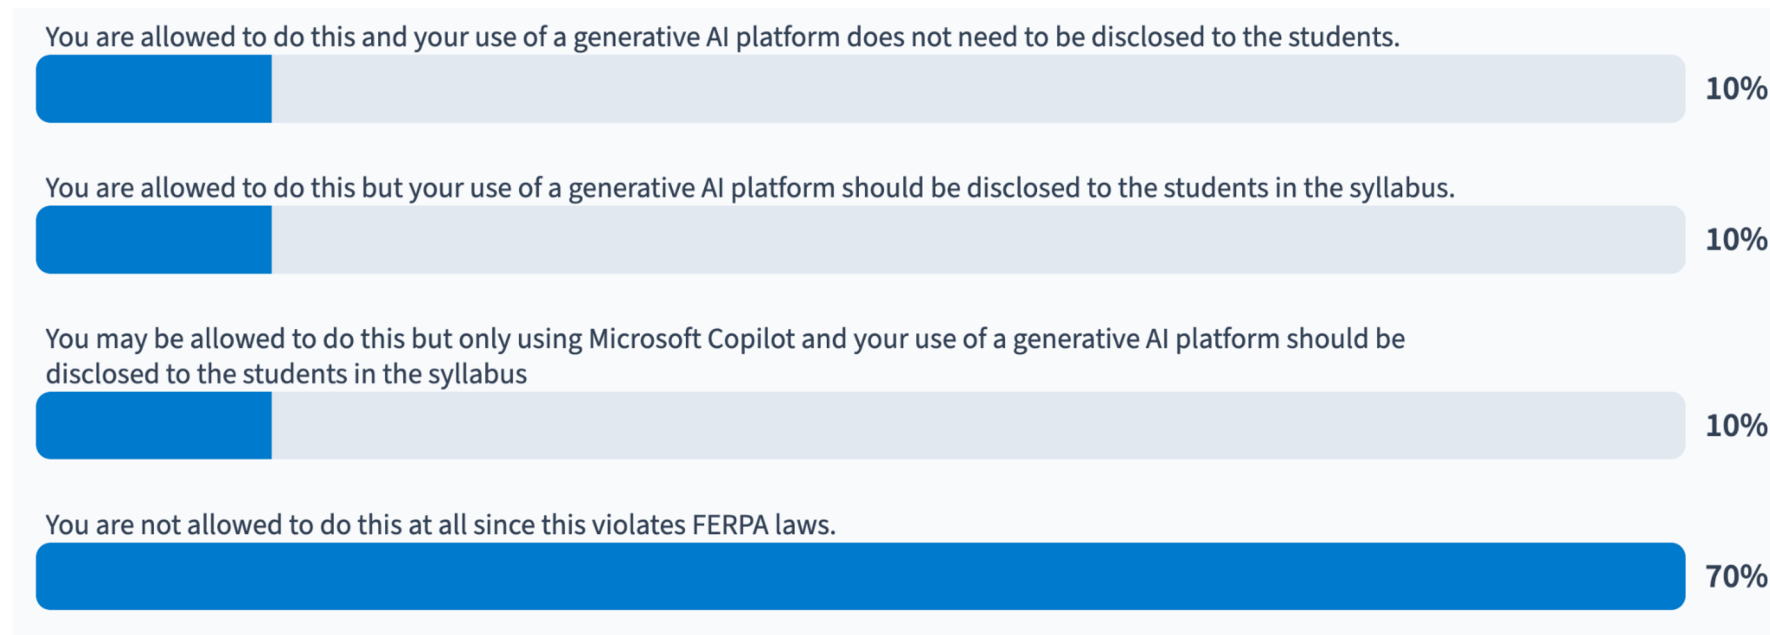 You are allowed to do this and your use of a generative AI platform does not need to be disclosed to the students.
10%
You are allowed to do this but your use of a generative AI platform should be disclosed to the students in the syllabus.
10%
You may be allowed to do this but only using Microsoft Copilot and your use of a generative AI platform should be
disclosed to the students in the syllabus
10%
You are not allowed to do this at all since this violates FERPA laws.
70%